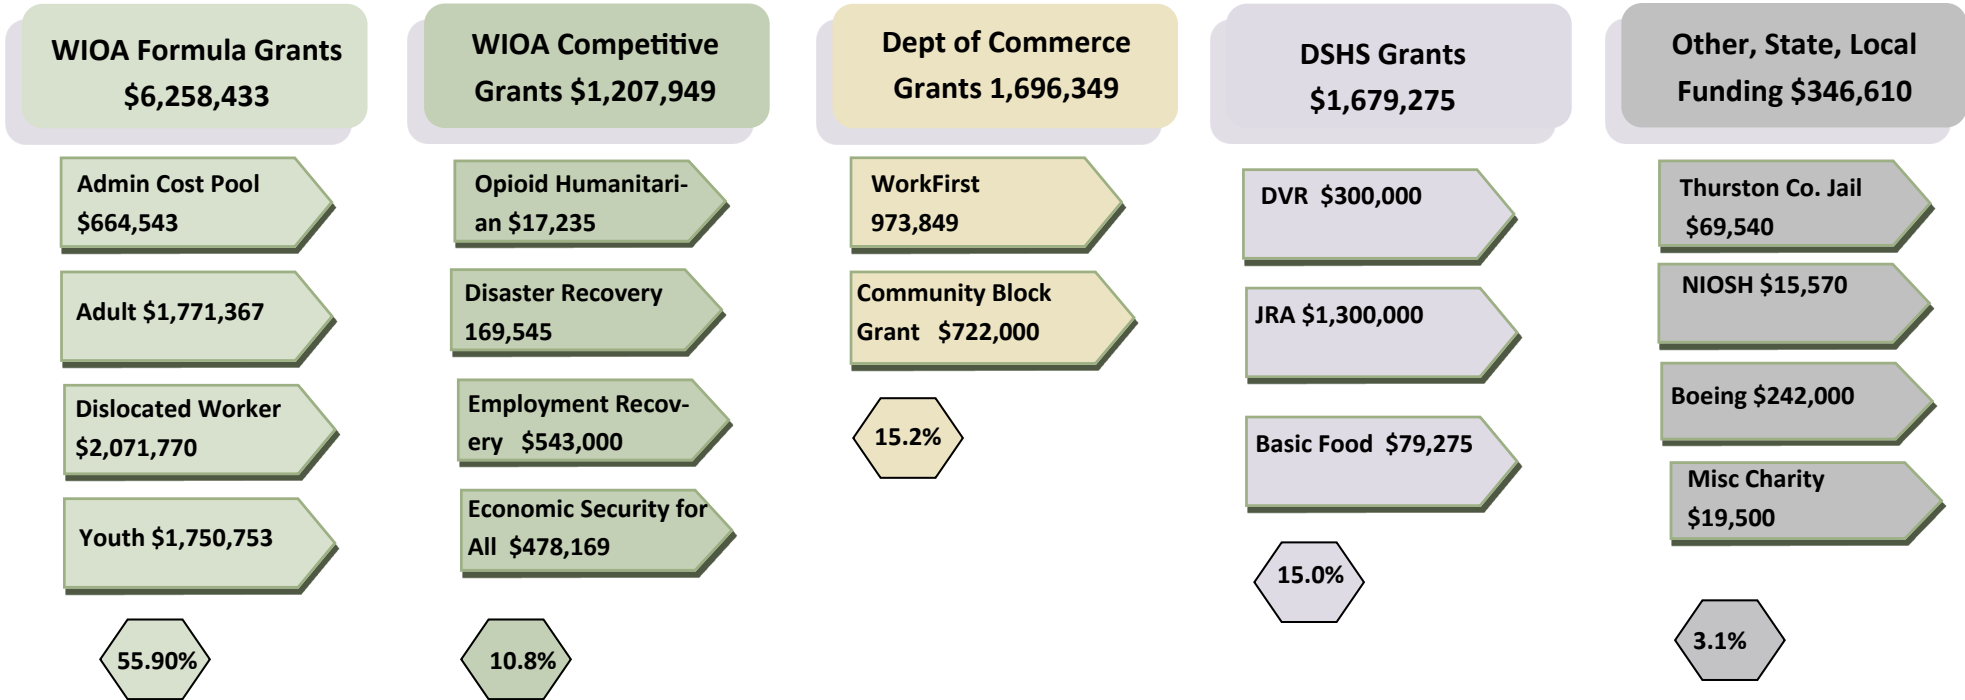 WIOA Formula Grants
$6,258,433
Admin Cost Pool
$664,543
Adult $1,771,367
Dislocated Worker
$2,071,770
Youth $1,750,753
55.90%
WIOA Competitive
Grants $1,207,949
Opioid Humanitari-
an $17,235
Disaster Recovery
169,545
Employment Recov-
ery $543,000
Economic Security for
All $478,169
10.8%
Dept of Commerce
Grants 1,696,349
WorkFirst
973,849
Community Block
Grant $722,000
15.2%
DSHS Grants
$1,679,275
DVR $300,000
JRA $1,300,000
Basic Food $79,275
15.0%
Other, State, Local
Funding $346,610
Thurston Co. Jail
$69,540
NIOSH $15,570
Boeing $242,000
Misc Charity
$19,500
3.1%